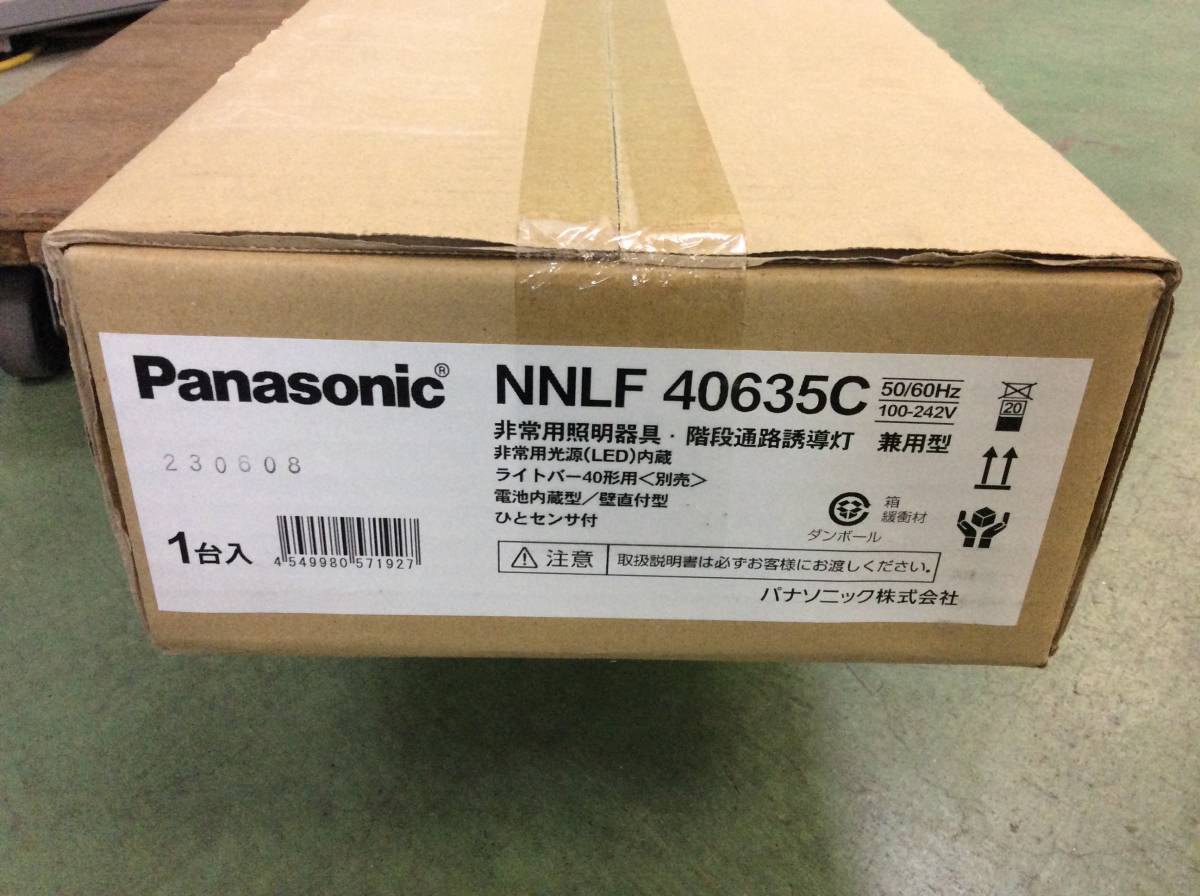 Panasonic®
NNLF 40635C
50/60Hz
100-242V
20
非常用照明器具・階段通路誘導灯 兼用型
非常用光源(LED)内蔵
ライトバー40形用<別売>
電池内蔵型/壁直付型
ひとセンサ付
230608
1台入
4 549980 571927
箱
緩衝材
ダンボール
注意 取扱説明書は必ずお客様にお渡しください。
パナソニック株式会社